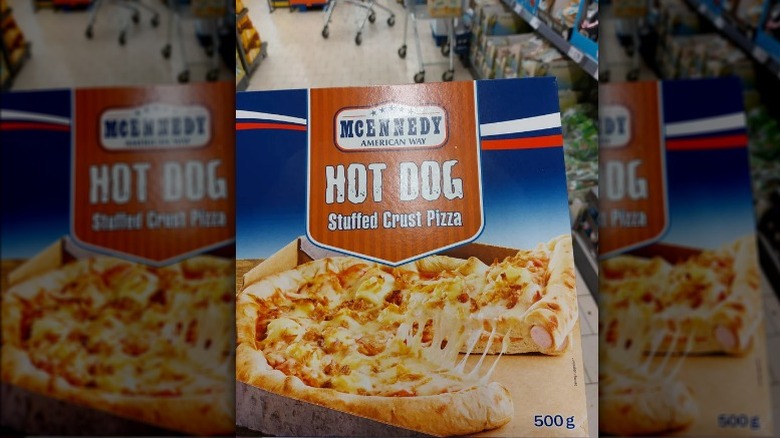 MCENNEDY
AMERICAN WAY
HOT DOG
Stuffed Crust Pizza
500g